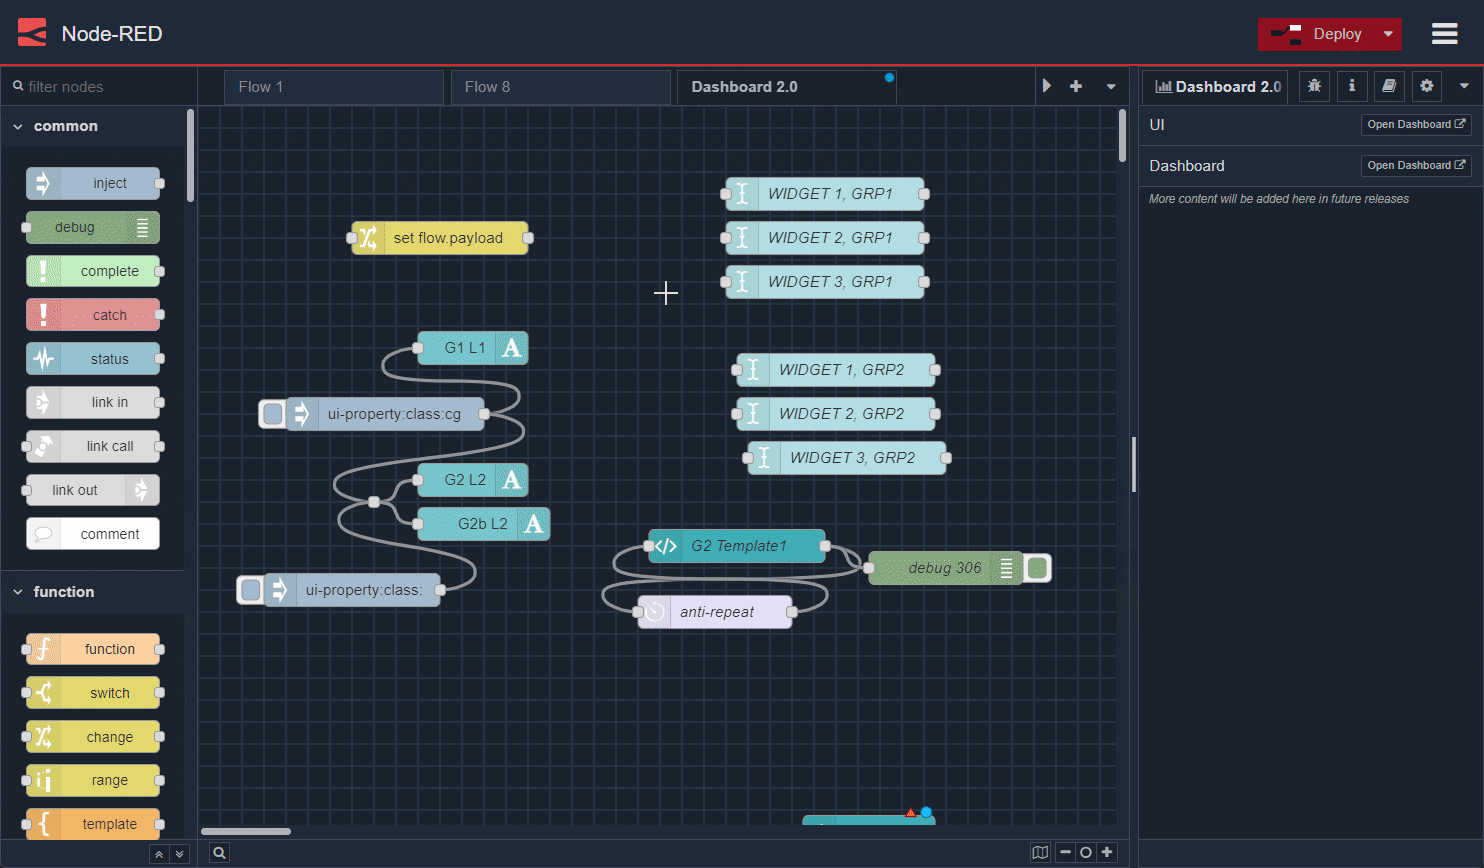 Node-RED
Deploy
filter nodes
Flow 1
Flow 8
Dashboard 2.0
Dashboard 2.0
common
inject
debug
complete
catch
status
link in
link call
link out
comment
function
function
switch
change
range
template
set flow.payload
G1 L1
ui-property:class:cg
G2 L2
G2b L2
ui-property:class:
WIDGET 1, GRP1
WIDGET 2, GRP1
WIDGET 3, GRP1
WIDGET 1, GRP2
WIDGET 2, GRP2
WIDGET 3, GRP2
G2 Template1
debug 306
anti-repeat
UI
Open Dashboard
Dashboard
Open Dashboard
More content will be added here in future releases